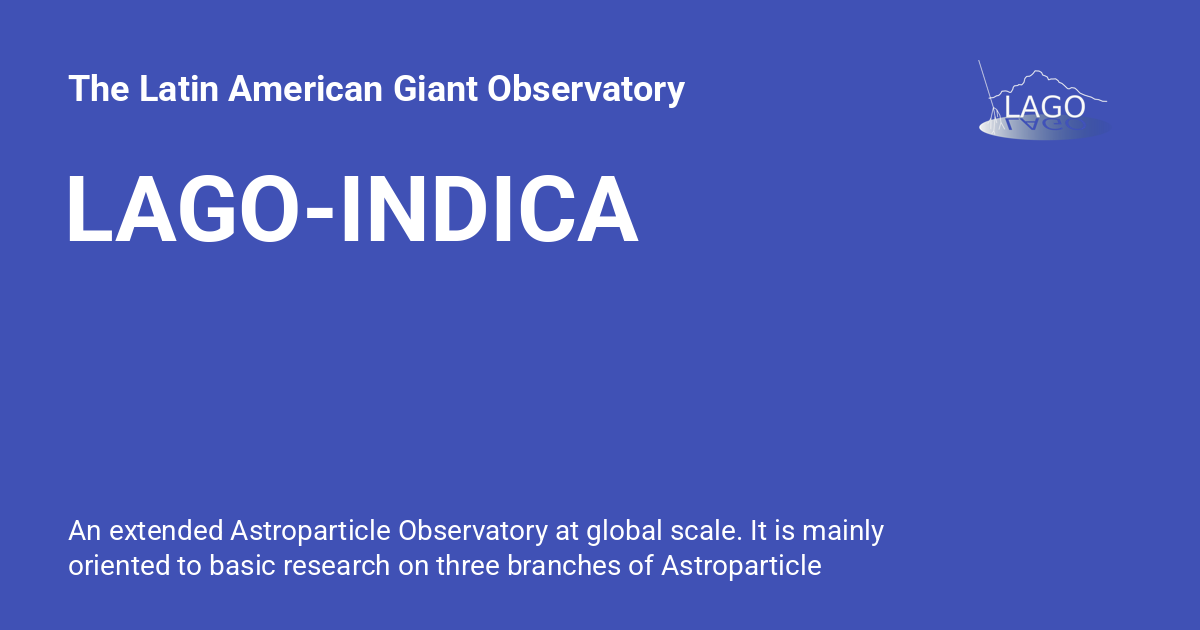 The Latin American Giant Observatory
LAGO
LAGO
LAGO-INDICA
An extended Astroparticle Observatory at global scale. It is mainly
oriented to basic research on three branches of Astroparticle